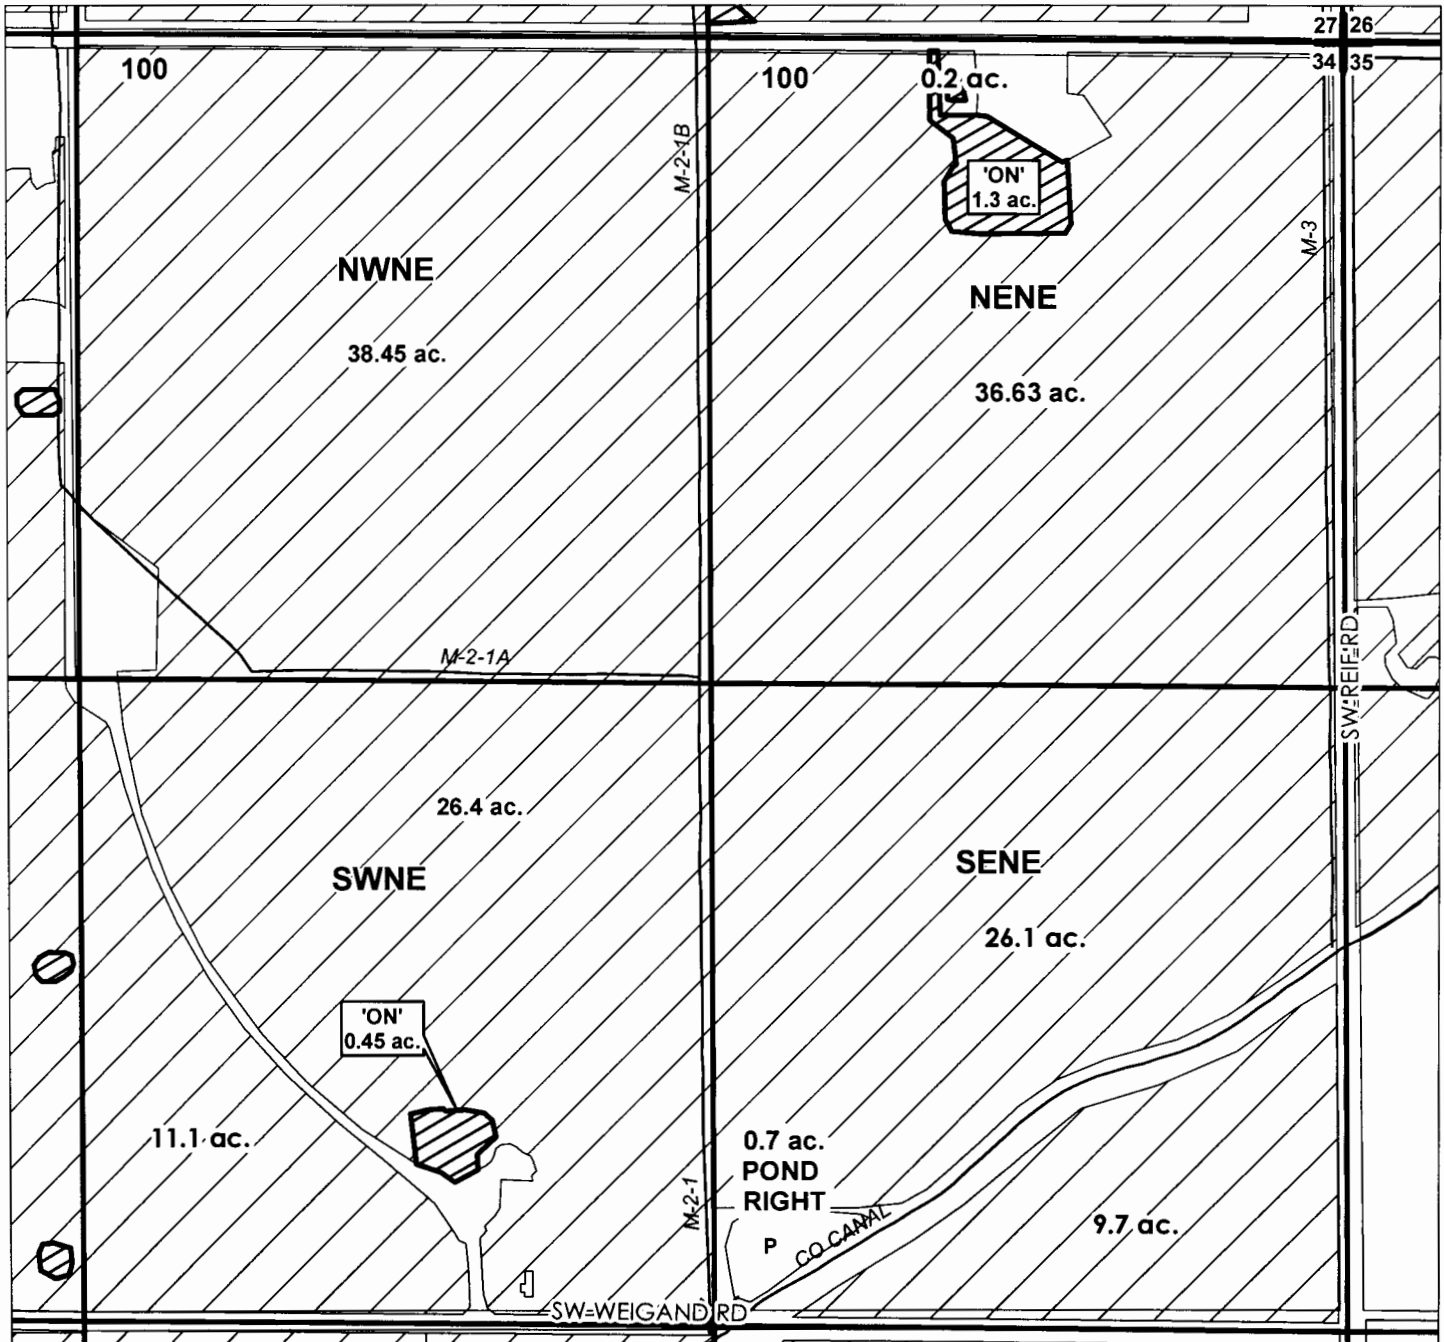 27 26
34 35
100
100
0.2 ac.
M-2-1B
'ON'
1.3 ac.
M-3
NWNE
NENE
38.45 ac.
36.63 ac.
M-2-1A
SW REIF RD
26.4 ac.
SWNE
SENE
26.1 ac.
'ON'
0.45 ac.
11.1 ac.
0.7 ac.
POND
RIGHT
M-2-1
P
CO CANAL
9.7 ac.
SW WEIGAND RD